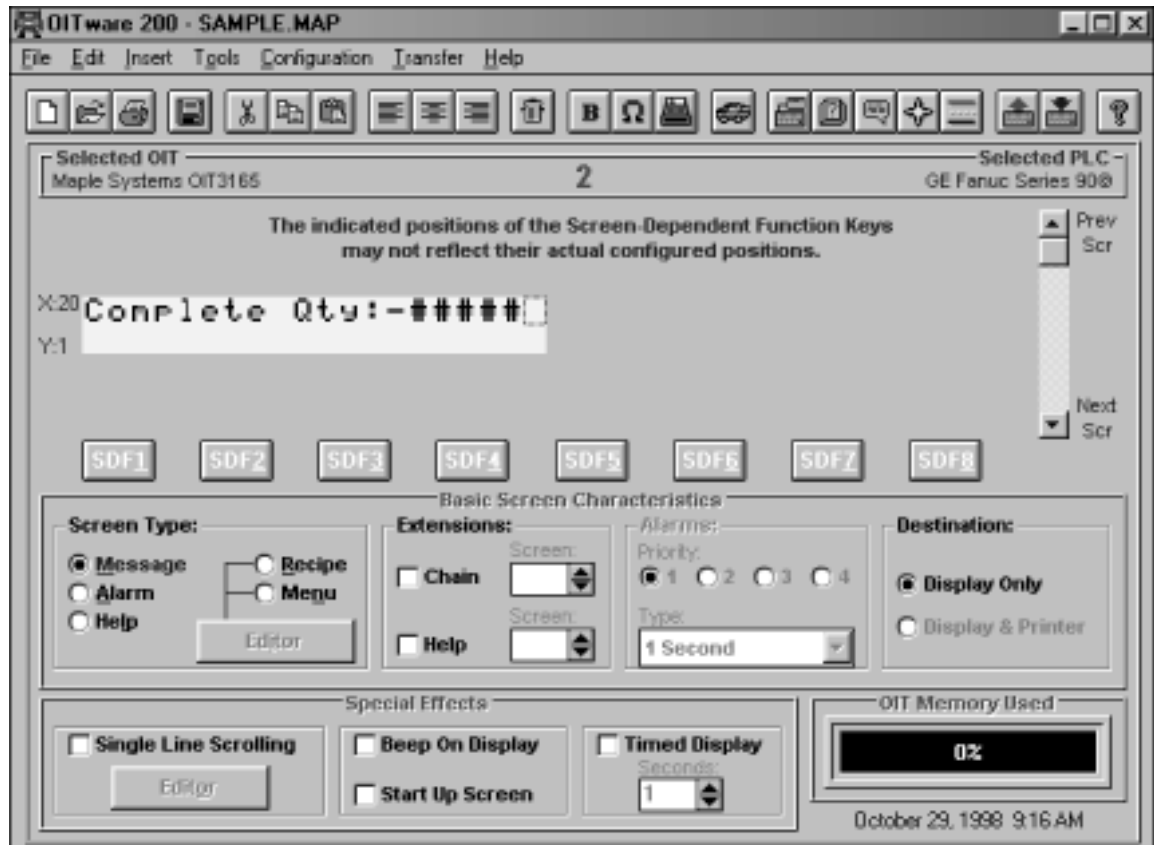 OITware 200 - SAMPLE.MAP
File Edit Insert Tools Configuration Transfer Help
B Ω ?
Selected OIT
Maple Systems OIT3165
2
Selected PLC
GE Fanuc Series 90®
The indicated positions of the Screen-Dependent Function Keys
may not reflect their actual configured positions.
Prev
Scr
X:20
Complete Qty:-#####
Y:1
Next
Scr
SDF1 SDF2 SDF3 SDF4 SDF5 SDF6 SDF7 SDF8
Basic Screen Characteristics
Screen Type:
Message
Alarm
Help
Recipe
Menu
Editor
Extensions:
Screen:
Chain
Screen:
Help
Alarms:
Priority:
1 2 3 4
Type:
1 Second
Destination:
Display Only
Display & Printer
Special Effects
Single Line Scrolling
Editor
Beep On Display
Start Up Screen
Timed Display
Seconds:
1
OIT Memory Used
0%
October 29, 1998 9:16 AM